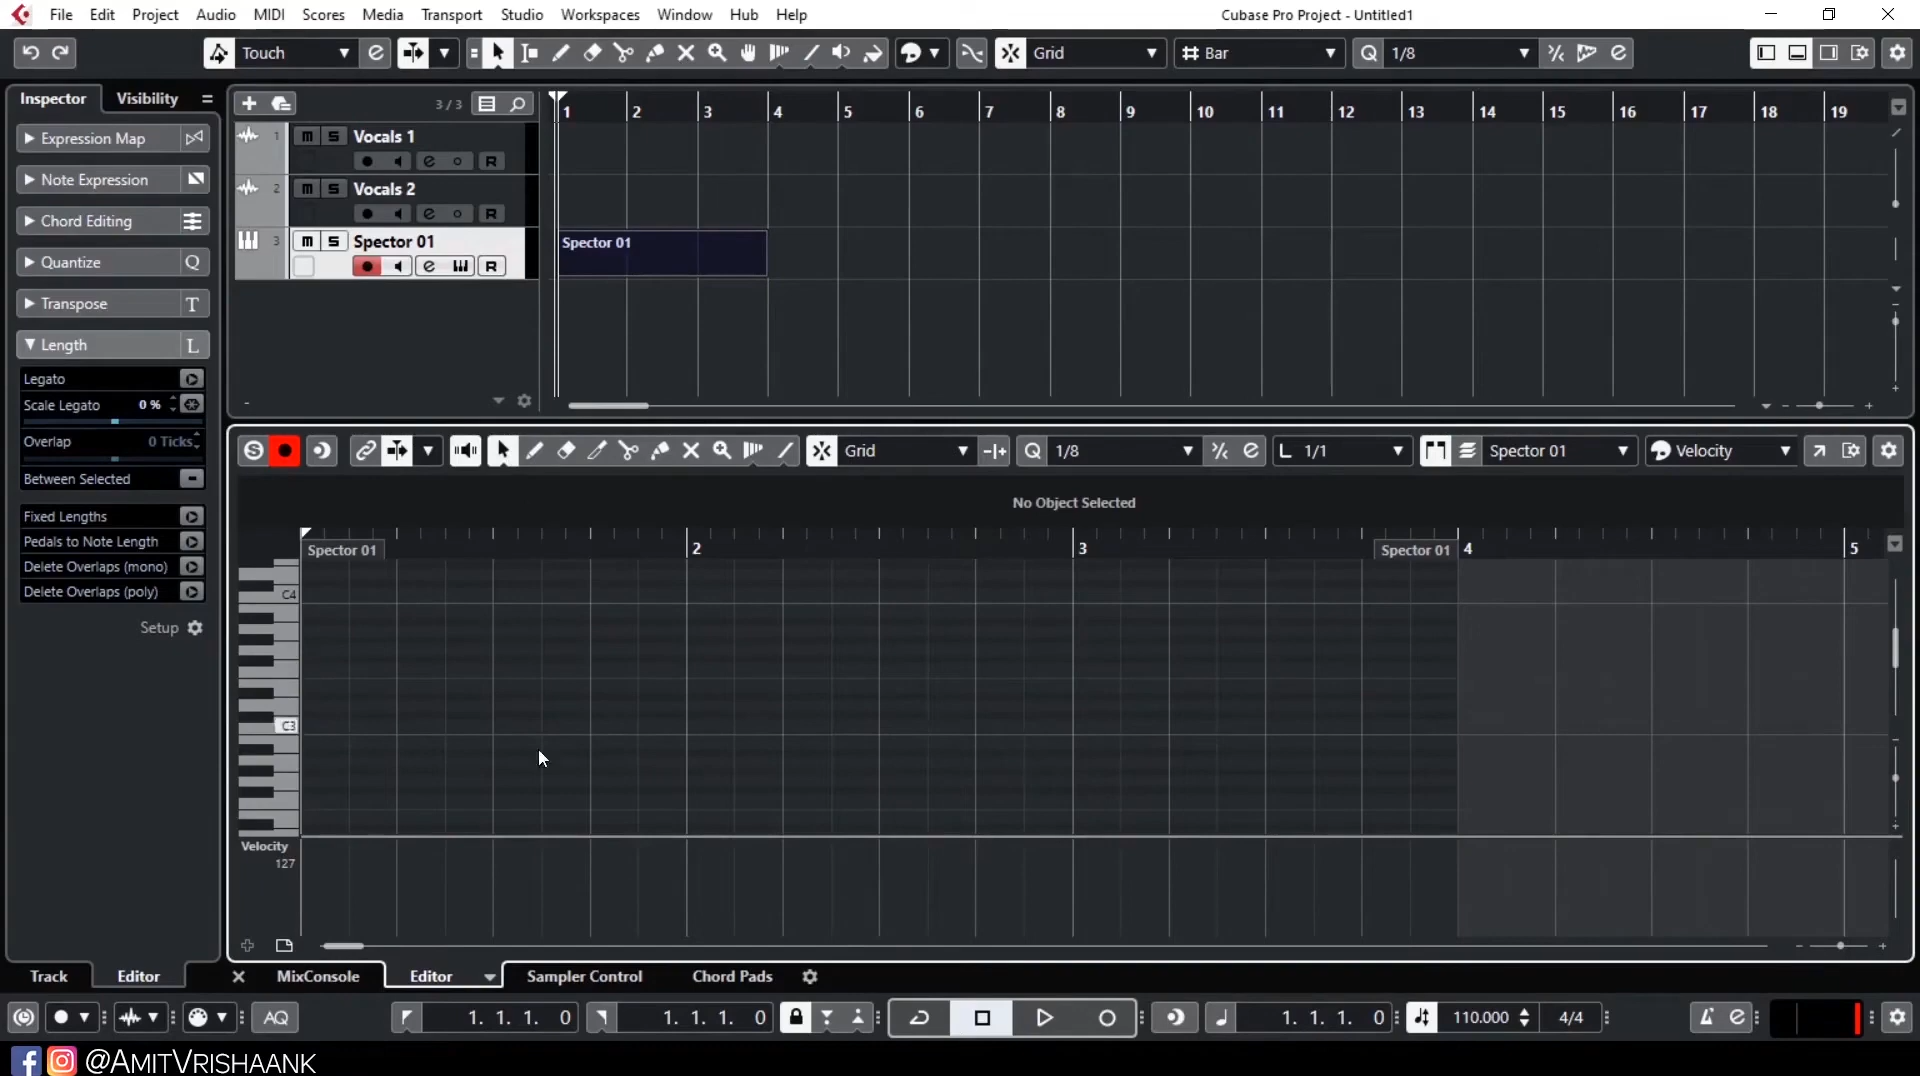 File Edit Project Audio MIDI Scores Media Transport Studio Workspaces Window Hub Help
Cubase Pro Project - Untitled1
Touch Grid Bar Q 1/8
Inspector Visibility
Expression Map
Note Expression
Chord Editing
Quantize Q
Transpose T
Length L
Legato
Scale Legato 0 %
Overlap 0 Ticks
Between Selected
Fixed Lengths
Pedals to Note Length
Delete Overlaps (mono)
Delete Overlaps (poly)
Setup
3 / 3
1 2 3 4 5 6 7 8 9 10 11 12 13 14 15 16 17 18 19
1 m S Vocals 1
e R
2 m S Vocals 2
e R
3 m S Spector 01
e R
Spector 01
S Grid Q 1/8 L 1/1 Spector 01 Velocity
No Object Selected
2 3 4 5
Spector 01 Spector 01
C4
C3
Velocity
127
Track Editor
MixConsole Editor Sampler Control Chord Pads
AQ 1. 1. 1. 0 1. 1. 1. 0 1. 1. 1. 0 110.000 4/4
@AmitVrishaank